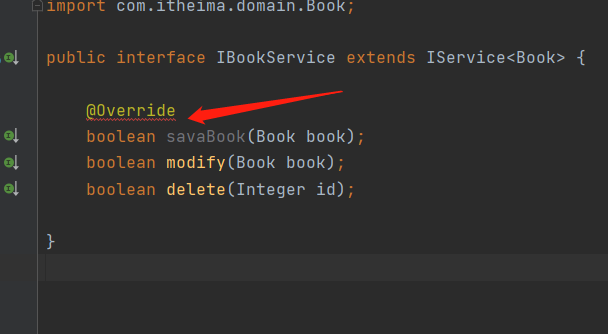 import com.itheima.domain.Book;
public interface IBookService extends IService<Book> {
@Override
boolean savaBook(Book book);
boolean modify(Book book);
boolean delete(Integer id);
}